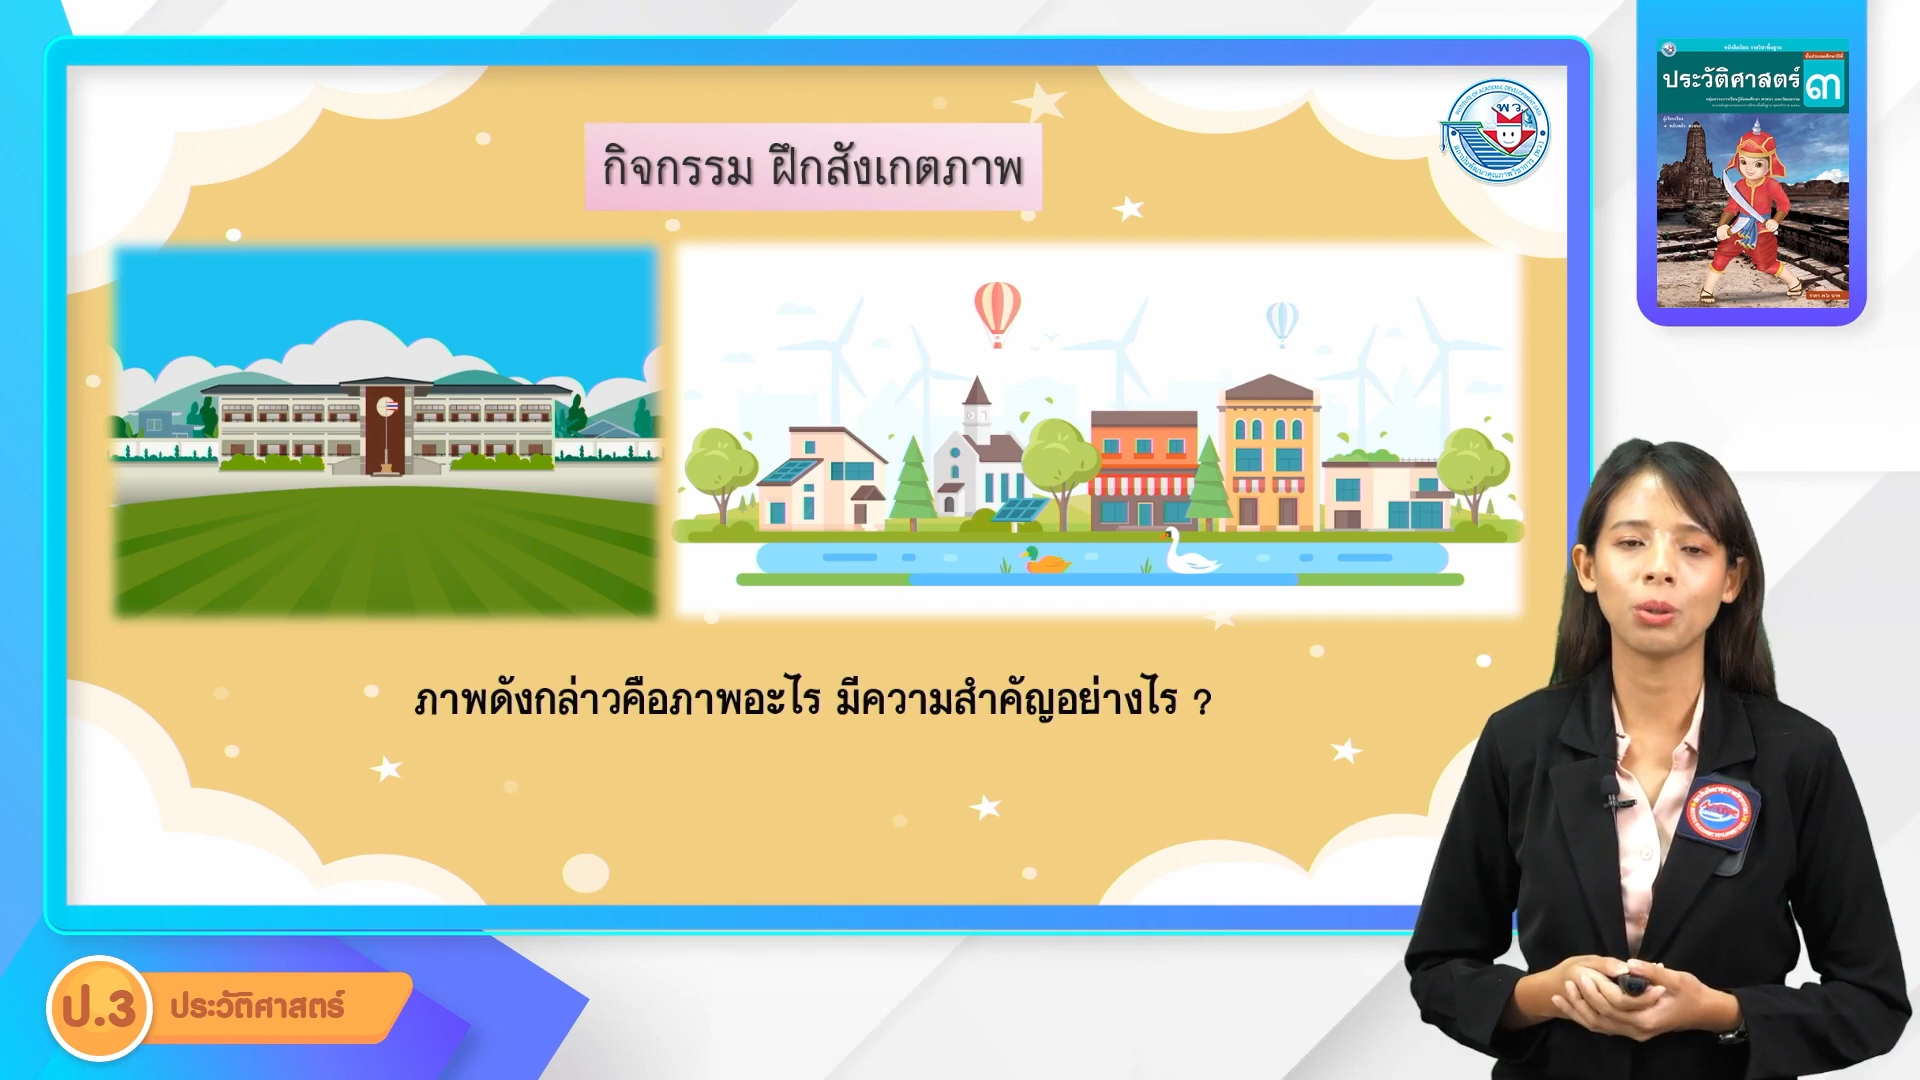 กิจกรรม ฝึกสังเกตภาพ
ภาพดังกล่าวคือภาพอะไร มีความสำคัญอย่างไร ?
ประวัติศาสตร์
๓
ป.3
ประวัติศาสตร์